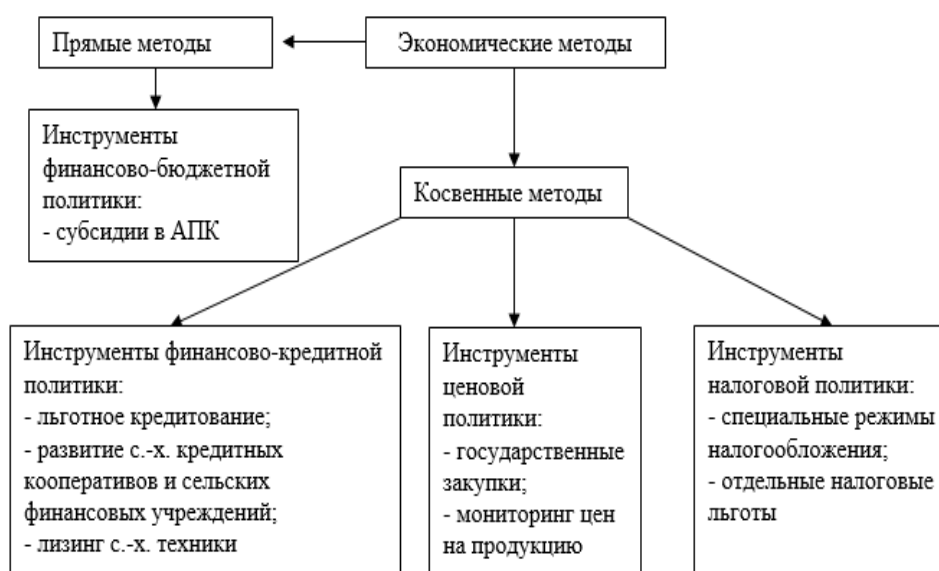 Прямые методы
Экономические методы
Инструменты
финансово-бюджетной
политики:
- субсидии в АПК
Косвенные методы
Инструменты финансово-кредитной
политики:
- льготное кредитование;
- развитие с.-х. кредитных
кооперативов и сельских
финансовых учреждений;
- лизинг с.-х. техники
Инструменты
ценовой
политики:
- государственные
закупки;
- мониторинг цен
на продукцию
Инструменты
налоговой политики:
- специальные режимы
налогообложения;
- отдельные налоговые
льготы